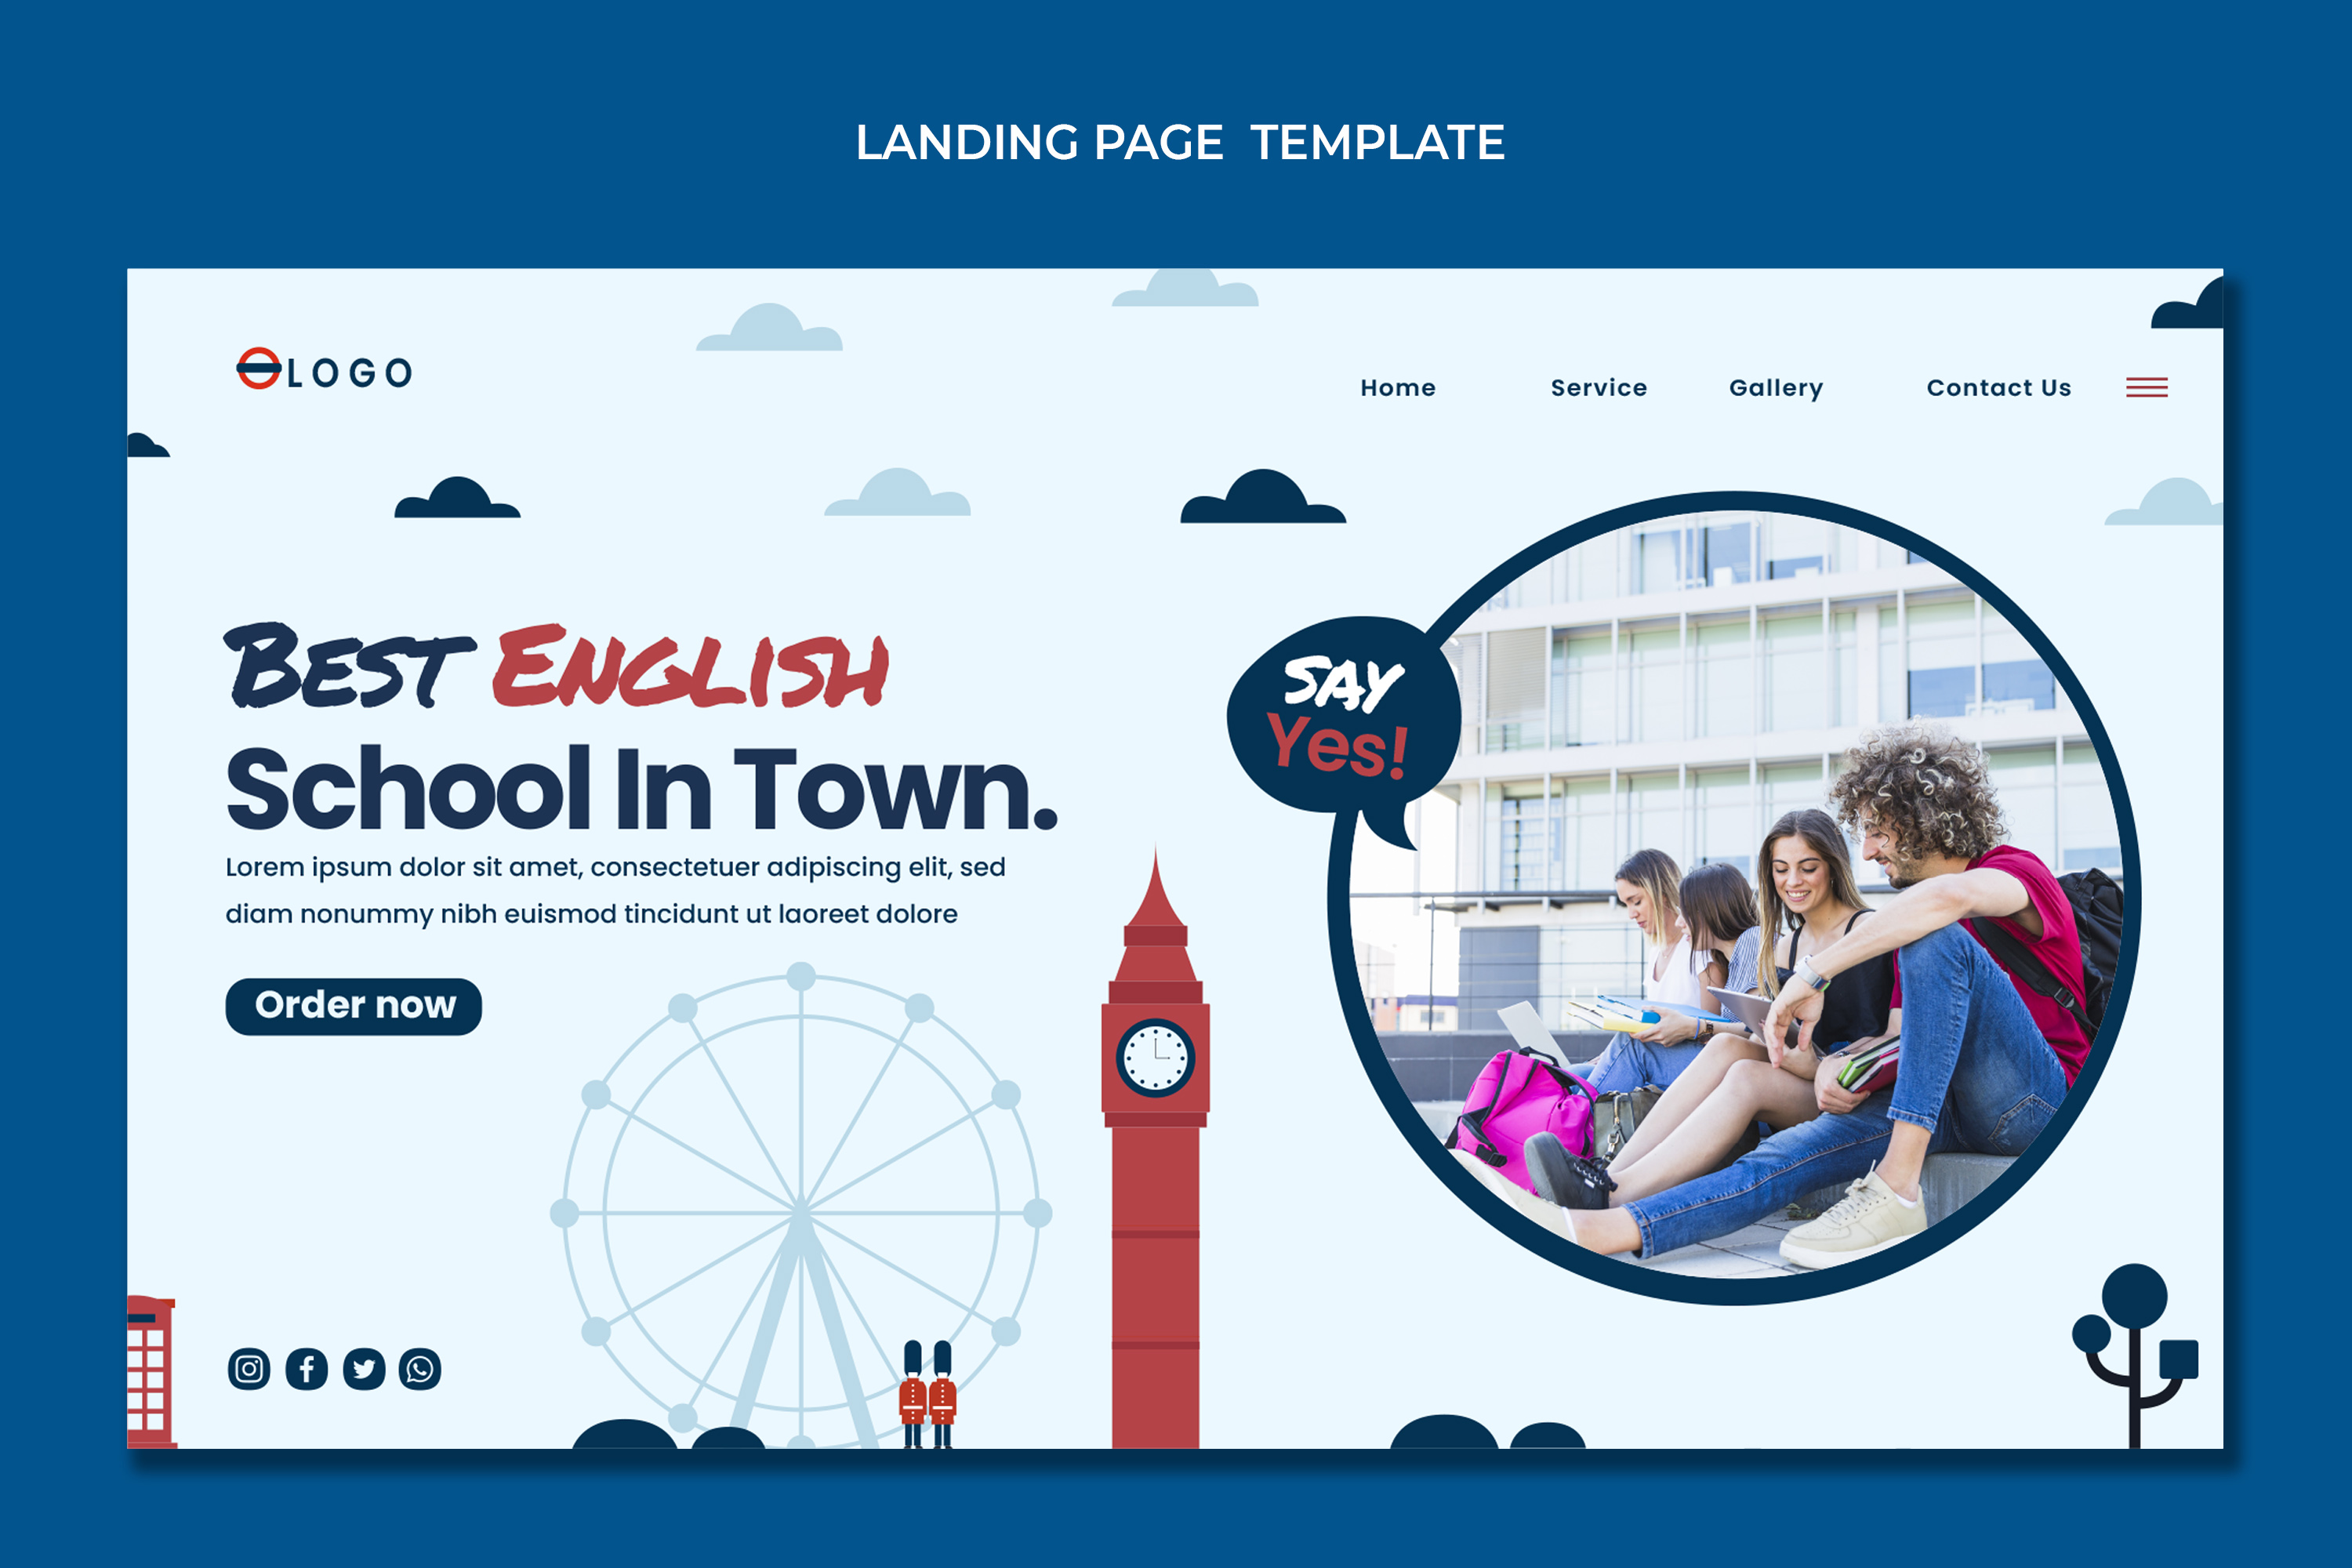 LANDING PAGE TEMPLATE
LOGO
Home Service Gallery Contact Us
BEST ENGLISH
School In Town.
SAY
Yes!
Lorem ipsum dolor sit amet, consectetuer adipiscing elit, sed
diam nonummy nibh euismod tincidunt ut laoreet dolore
Order now